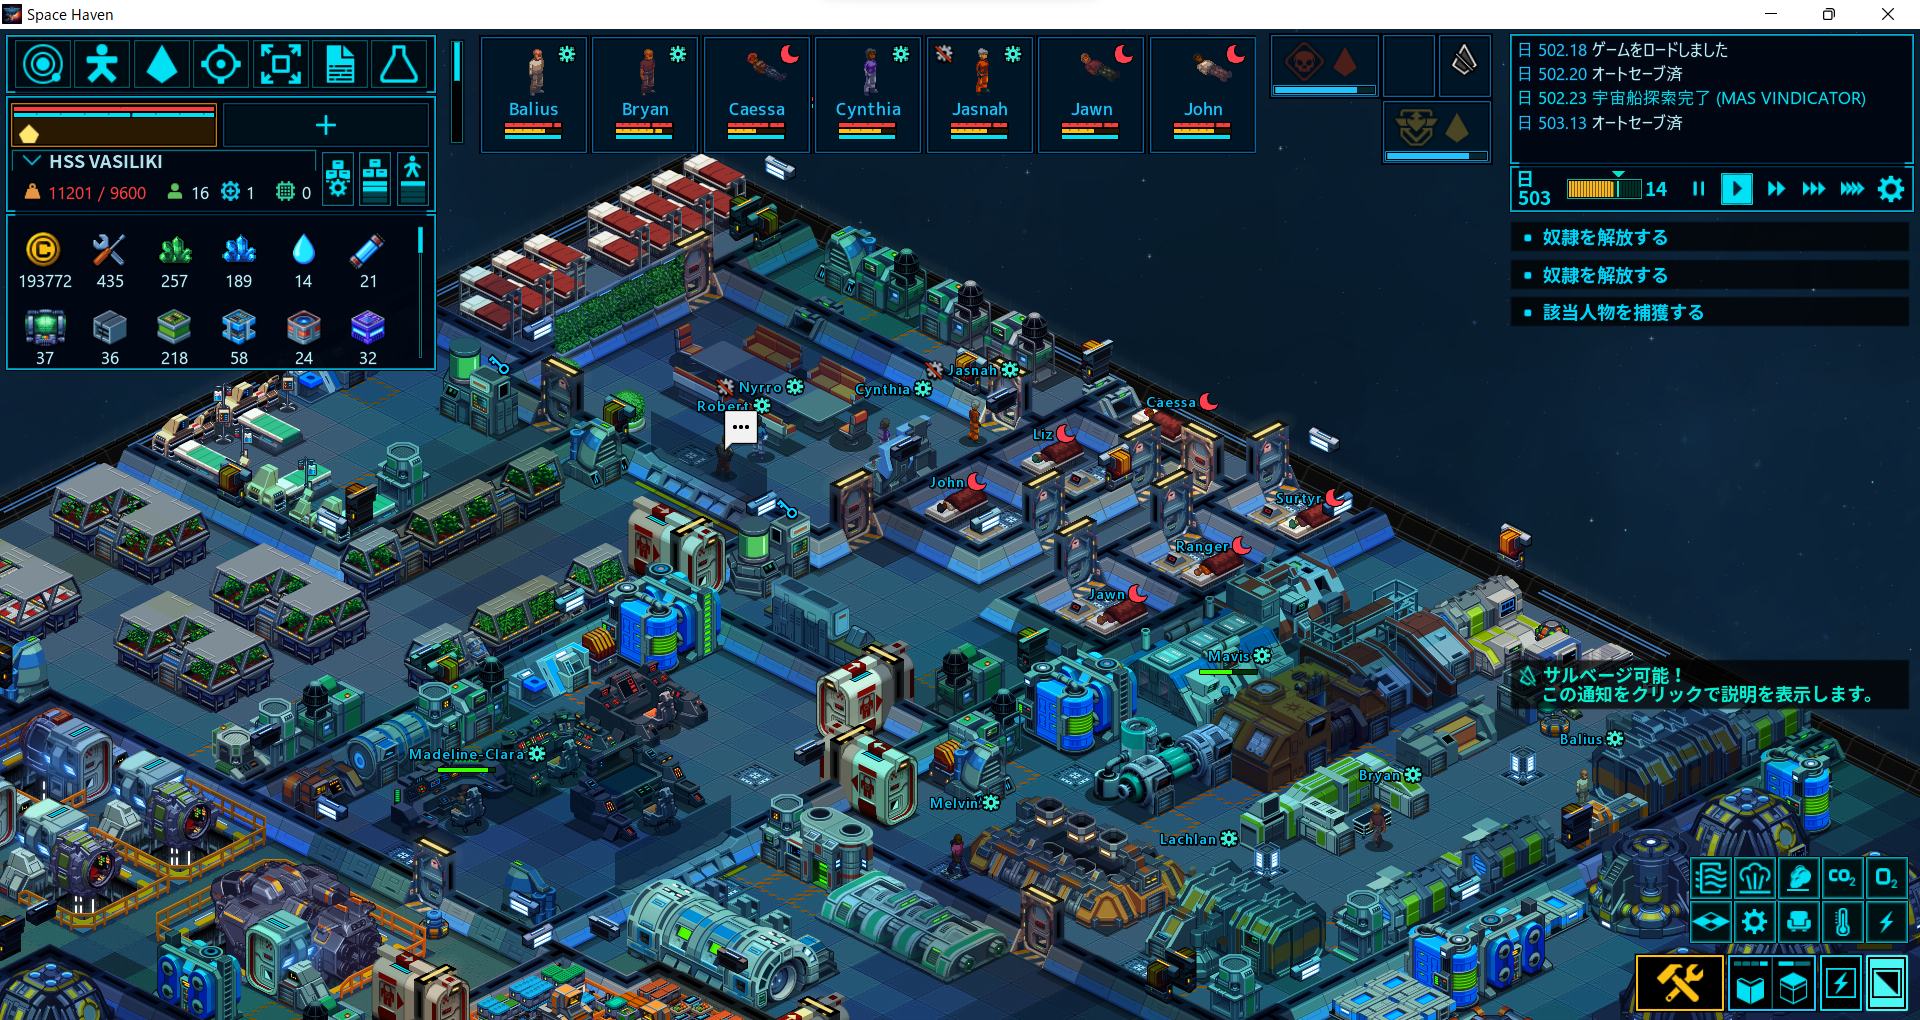 Space Haven
Balius
Bryan
Caessa
Cynthia
Jasnah
Jawn
John
HSS VASILIKI
11201 / 9600
16
1
0
193772
435
257
189
14
21
37
36
218
58
24
32
日 502.18 ゲームをロードしました
日 502.20 オートセーブ済
日 502.23 宇宙船探索完了 (MAS VINDICATOR)
日 503.13 オートセーブ済
日
503
14
奴隷を解放する
奴隷を解放する
該当人物を捕獲する
Nyrro
Robert
Cynthia
Jasnah
Caessa
Liz
John
Surtyr
Ranger
Jawn
Mavis
サルベージ可能！
この通知をクリックで説明を表示します。
Balius
Madeline-Clara
Bryan
Melvin
Lachlan
CO2
O2